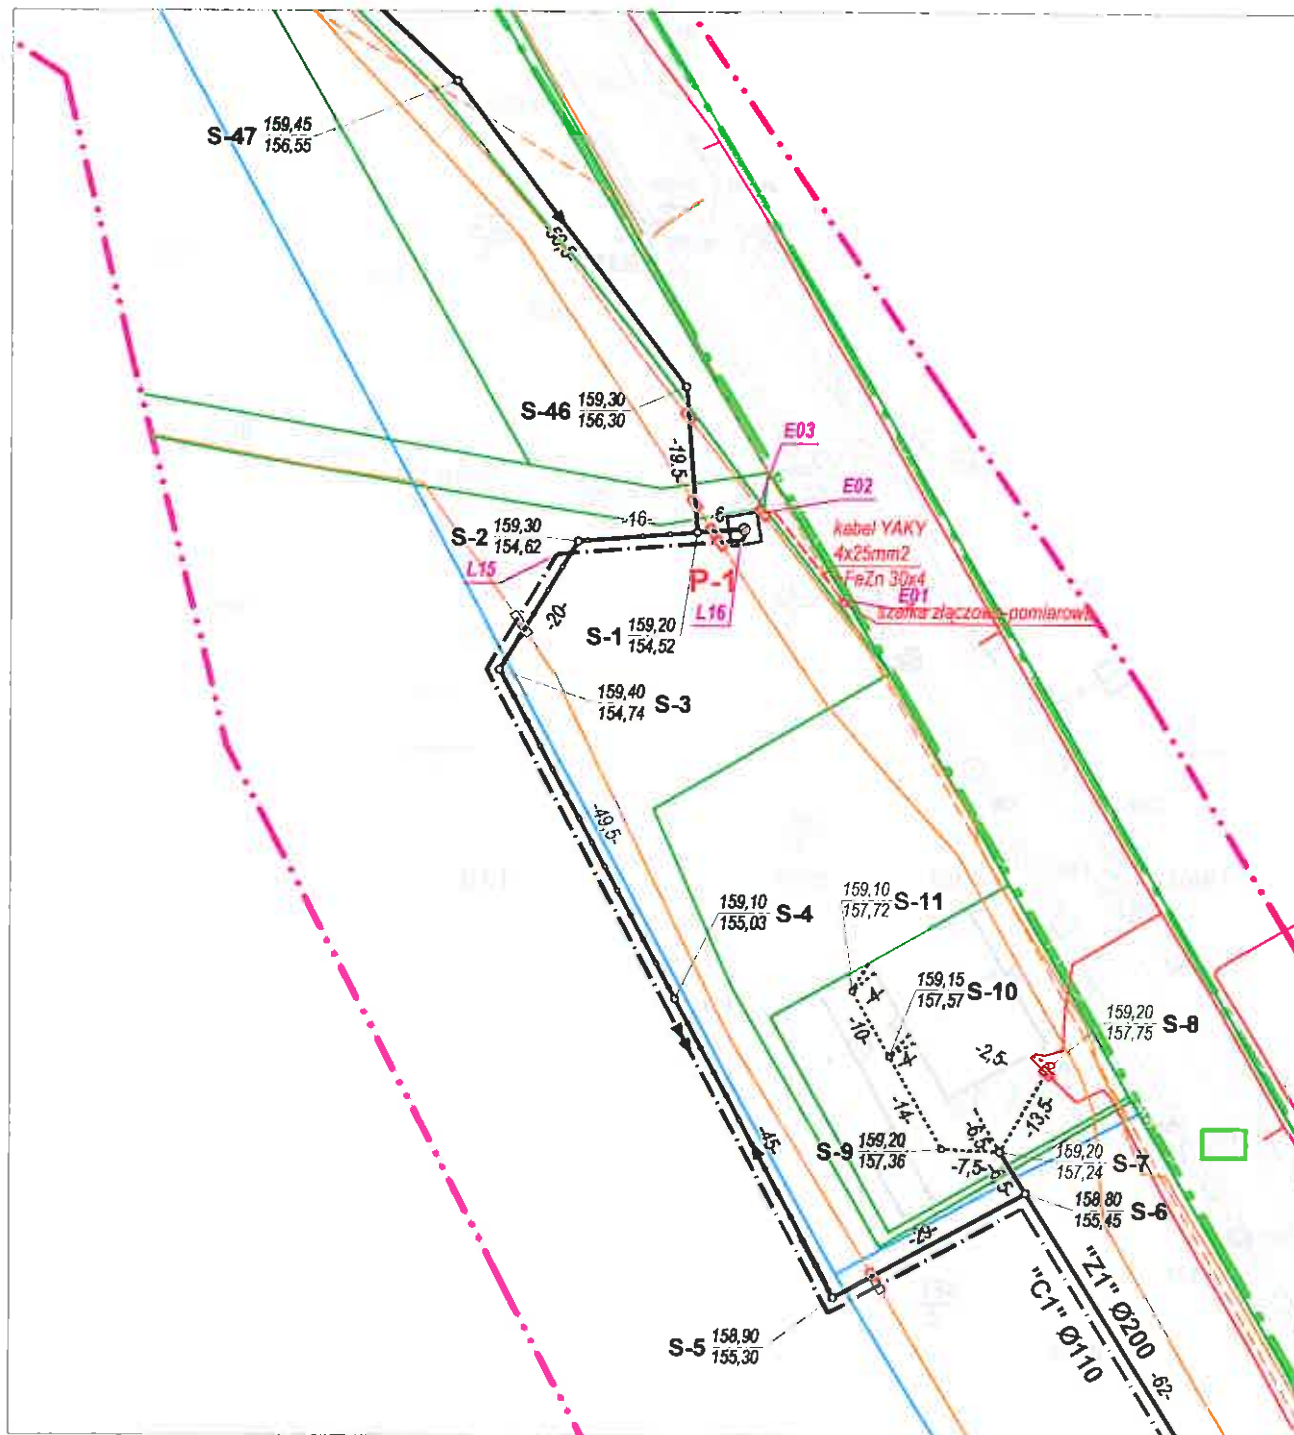 S-47 159,45
156,55
-50,5-
S-46 159,30
156,30
-19,5-
E03
E02
-16-
-6-
S-2 159,30
154,62
kabel YAKY
4x25mm2
FeZn 30x4
L15
P-1
E01
L16
szafka złączowo-pomiarowa
-20-
S-1 159,20
154,52
159,40
154,74 S-3
-49,5-
159,10
157,72 S-11
159,10
155,03 S-4
-4-
159,15
157,57 S-10
-10-
-4-
159,20
157,75 S-8
-2,5-
-14-
-13,5-
-45-
-6,5-
S-9 159,20
157,36
-7,5-
159,20
157,24 S-7
-6,5-
158,80
155,45 S-6
-29-
"Z1" Ø200
-62-
"C1" Ø110
S-5 158,90
155,30